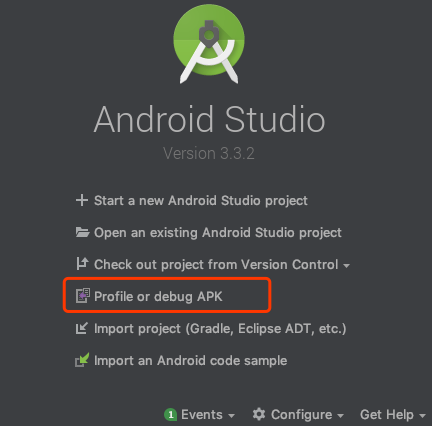 Android Studio
Version 3.3.2
Start a new Android Studio project
Open an existing Android Studio project
Check out project from Version Control
Profile or debug APK
Import project (Gradle, Eclipse ADT, etc.)
Import an Android code sample
1 Events Configure Get Help